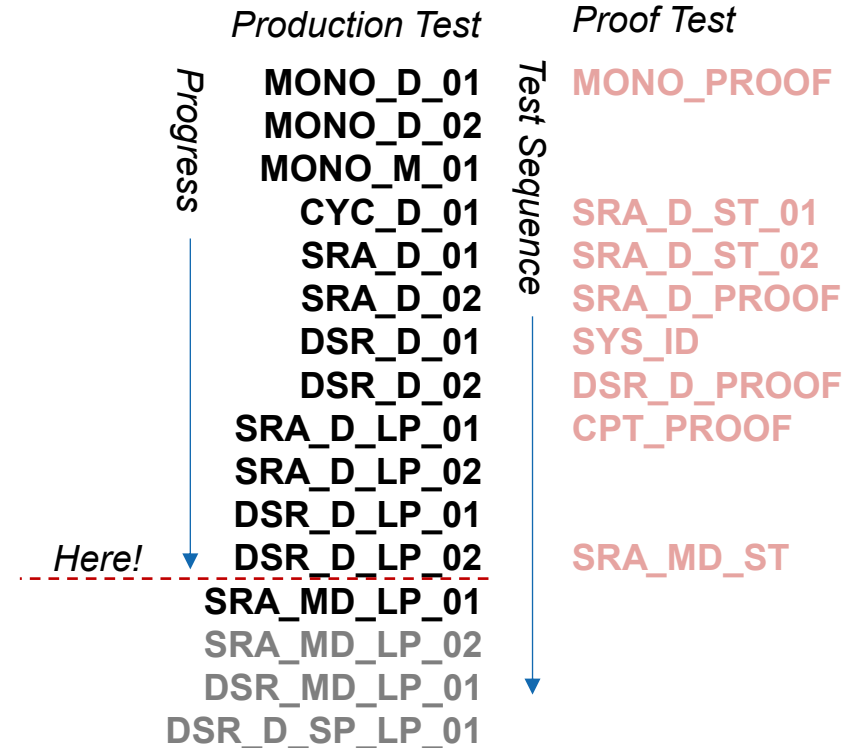 Production Test
Proof Test
Progress
Test Sequence
MONO_D_01
MONO_PROOF
MONO_D_02
MONO_M_01
CYC_D_01
SRA_D_ST_01
SRA_D_01
SRA_D_ST_02
SRA_D_02
SRA_D_PROOF
DSR_D_01
SYS_ID
DSR_D_02
DSR_D_PROOF
SRA_D_LP_01
CPT_PROOF
SRA_D_LP_02
DSR_D_LP_01
Here!
DSR_D_LP_02
SRA_MD_ST
SRA_MD_LP_01
SRA_MD_LP_02
DSR_MD_LP_01
DSR_D_SP_LP_01